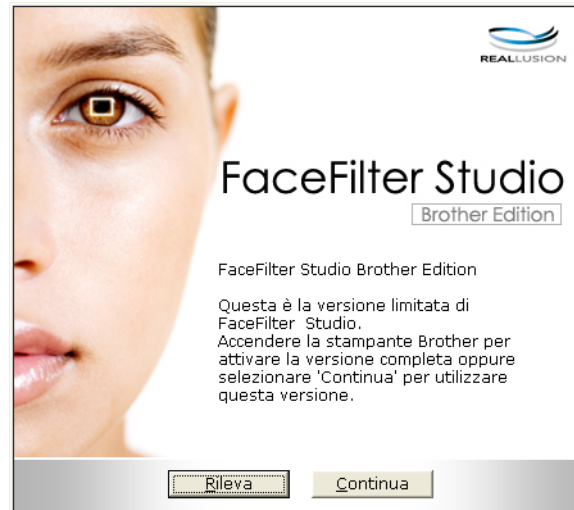 REALLUSION
FaceFilter Studio
Brother Edition
FaceFilter Studio Brother Edition
Questa è la versione limitata di
FaceFilter Studio.
Accendere la stampante Brother per
attivare la versione completa oppure
selezionare 'Continua' per utilizzare
questa versione.
Rileva
Continua